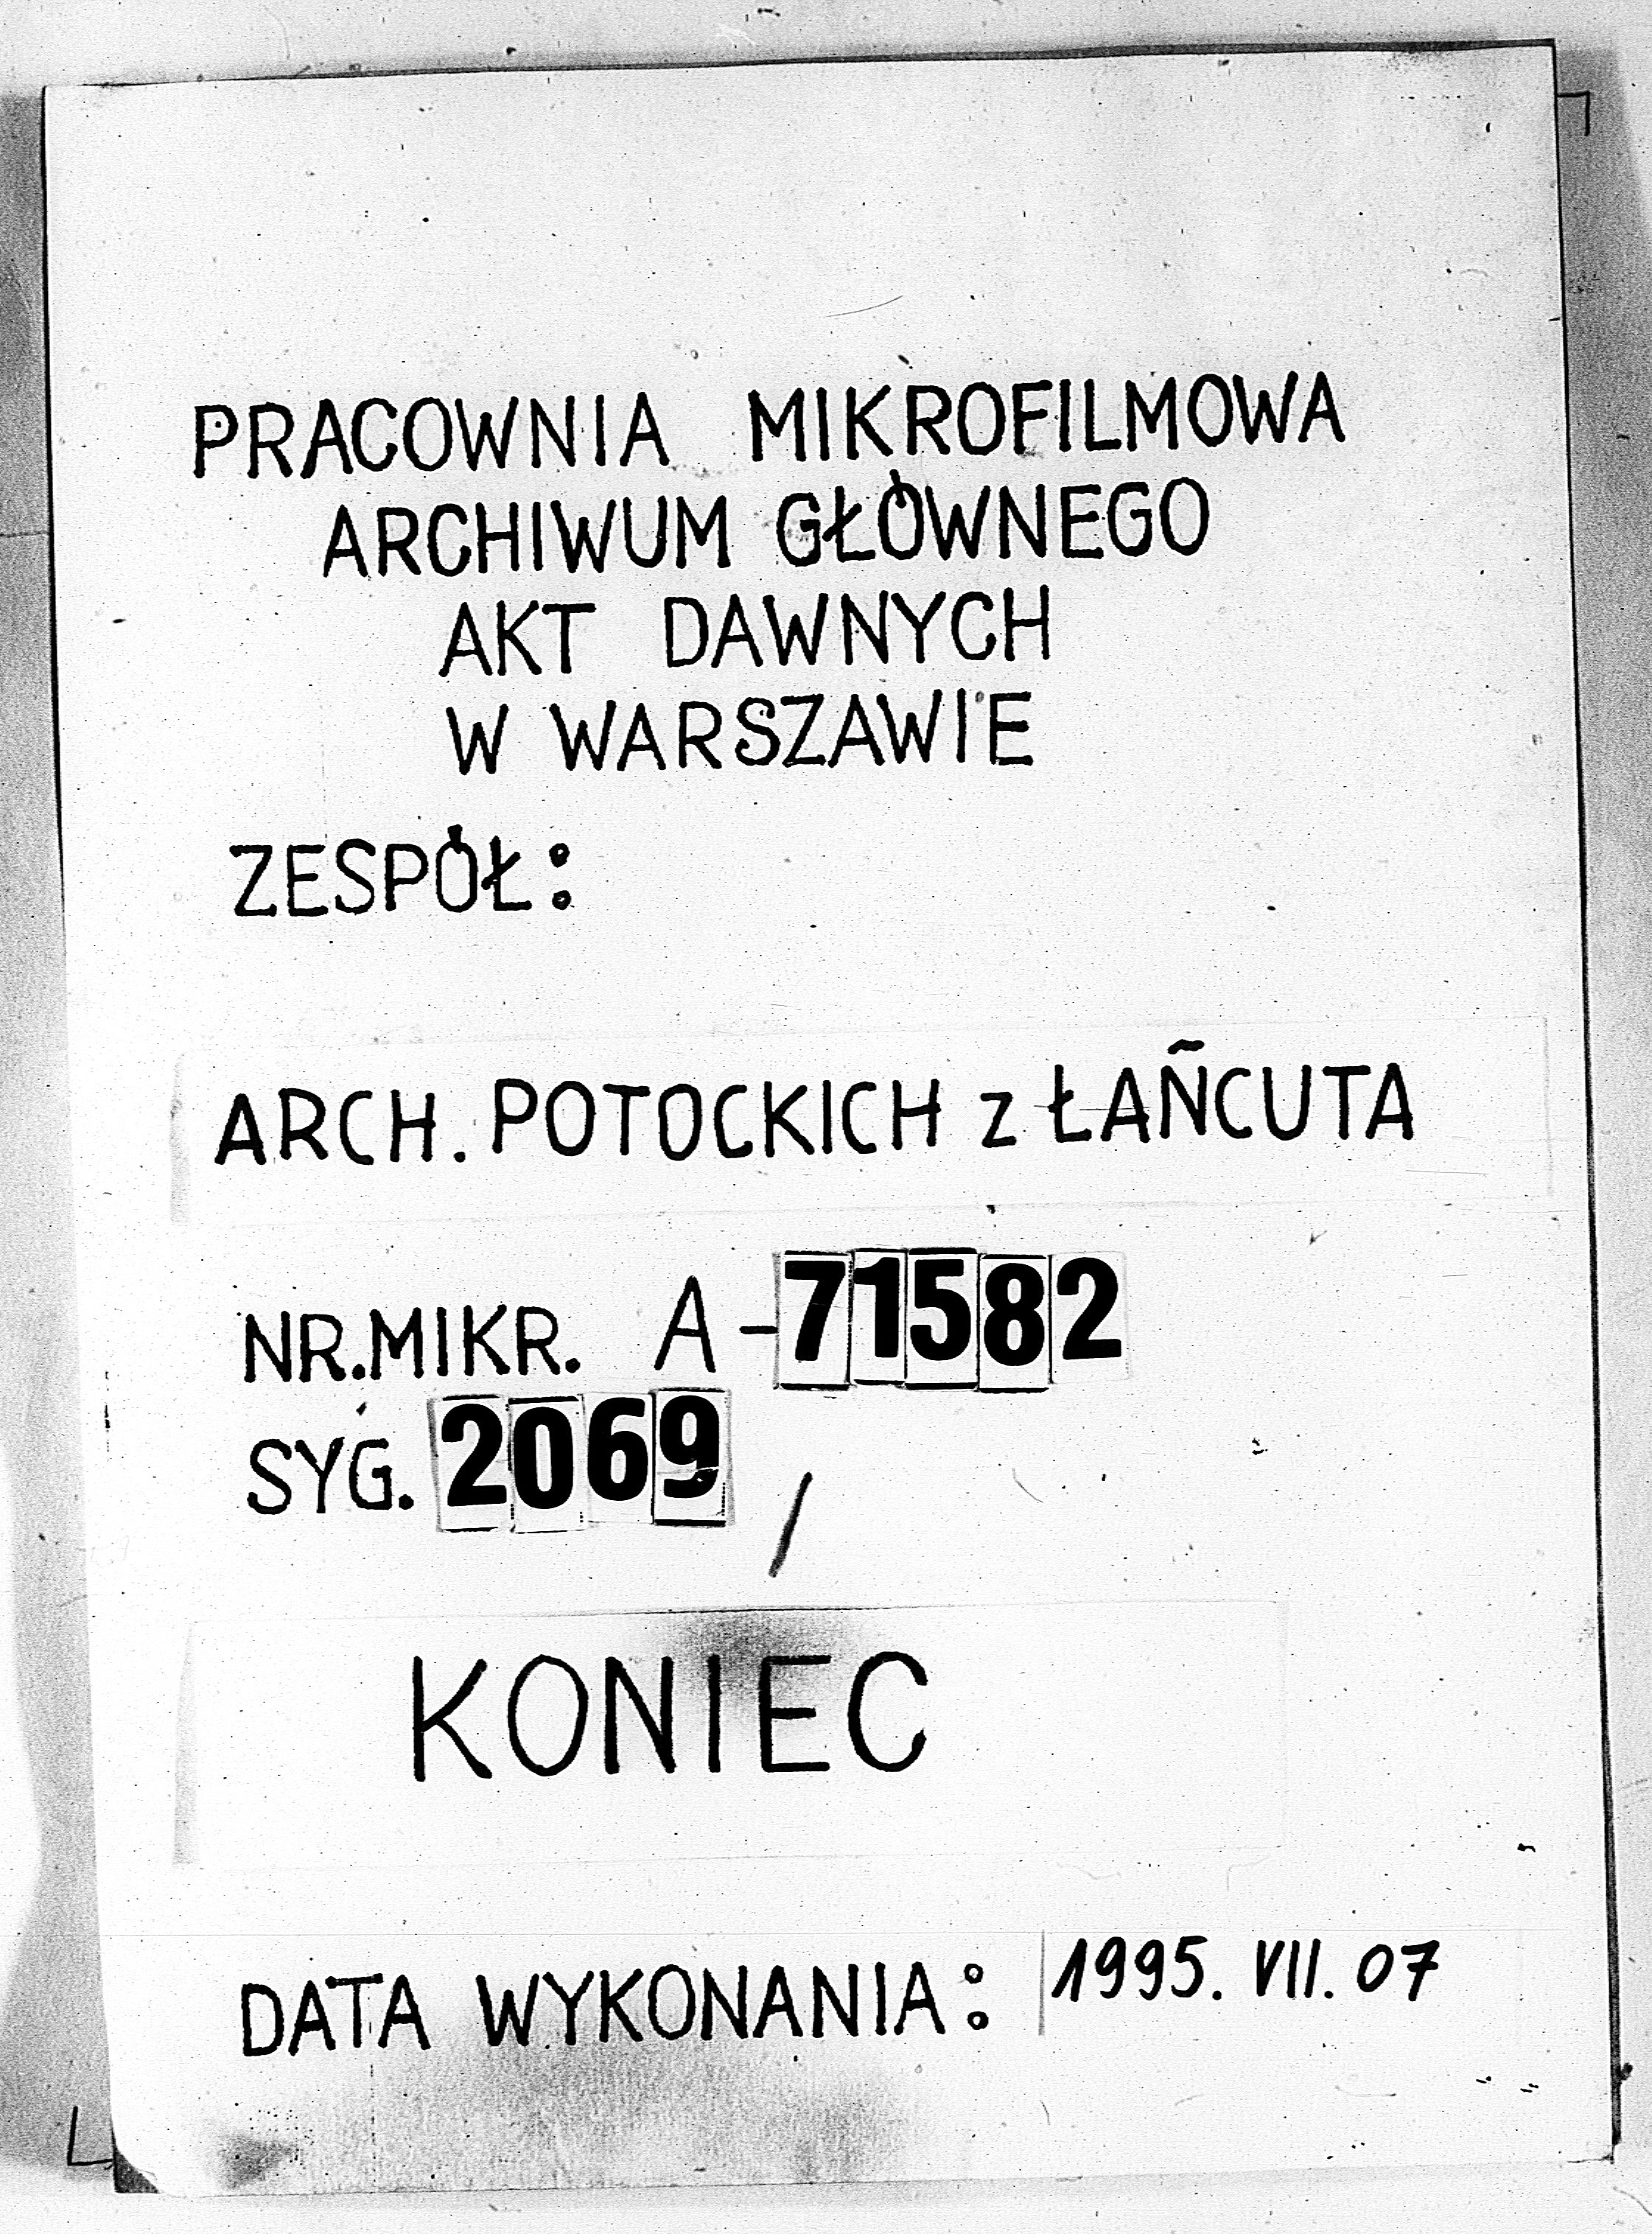 PRACOWNIA MIKROFILMOWA
ARCHIWUM GŁÓWNEGO
AKT DAWNYCH
W WARSZAWIE
ZESPÓŁ:
ARCH. POTOCKICH z ŁAŃCUTA
NR.MIKR. A-71582
SYG. 2069 /
KONIEC
DATA WYKONANIA: 1995. VII. 07